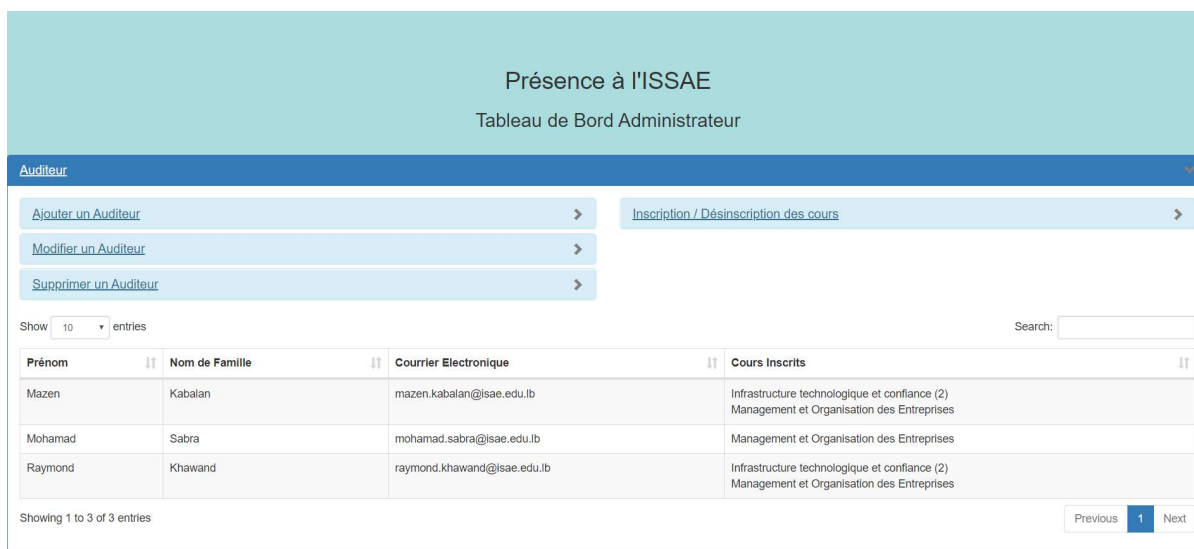 Présence à l'ISSAE
Tableau de Bord Administrateur
Auditeur
Ajouter un Auditeur
Inscription / Désinscription des cours
Modifier un Auditeur
Supprimer un Auditeur
Show 10 entries
Search:
Prénom Nom de Famille Courrier Electronique Cours Inscrits
Mazen Kabalan mazen.kabalan@isae.edu.lb Infrastructure technologique et confiance (2)
Management et Organisation des Entreprises
Mohamad Sabra mohamad.sabra@isae.edu.lb Management et Organisation des Entreprises
Raymond Khawand raymond.khawand@isae.edu.lb Infrastructure technologique et confiance (2)
Management et Organisation des Entreprises
Showing 1 to 3 of 3 entries
Previous 1 Next